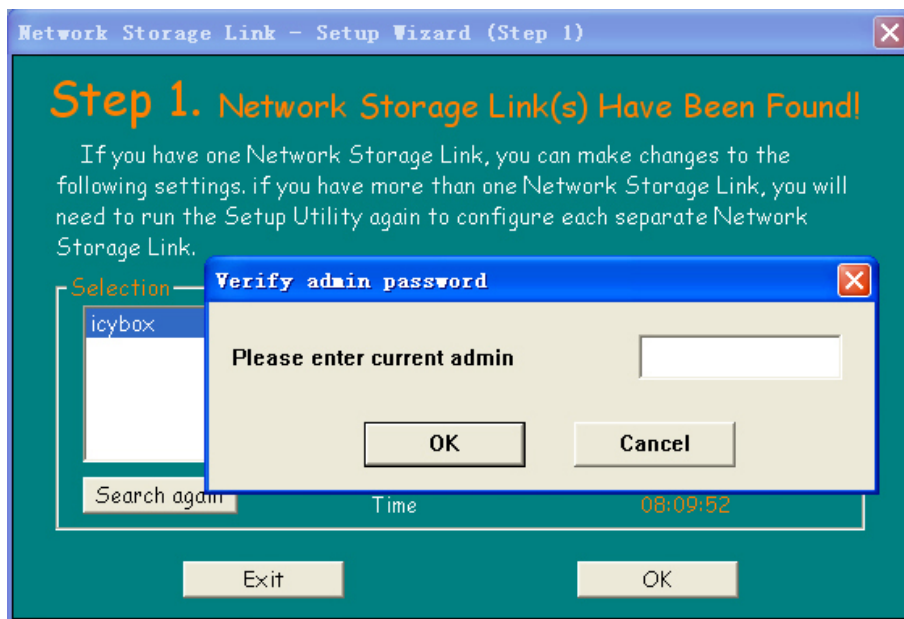 Network Storage Link - Setup Wizard (Step 1)
Step 1. Network Storage Link(s) Have Been Found!
If you have one Network Storage Link, you can make changes to the
following settings. if you have more than one Network Storage Link, you will
need to run the Setup Utility again to configure each separate Network
Storage Link.
Selection
icybox
Verify admin password
Please enter current admin
OK
Cancel
Search again
Time
08:09:52
Exit
OK